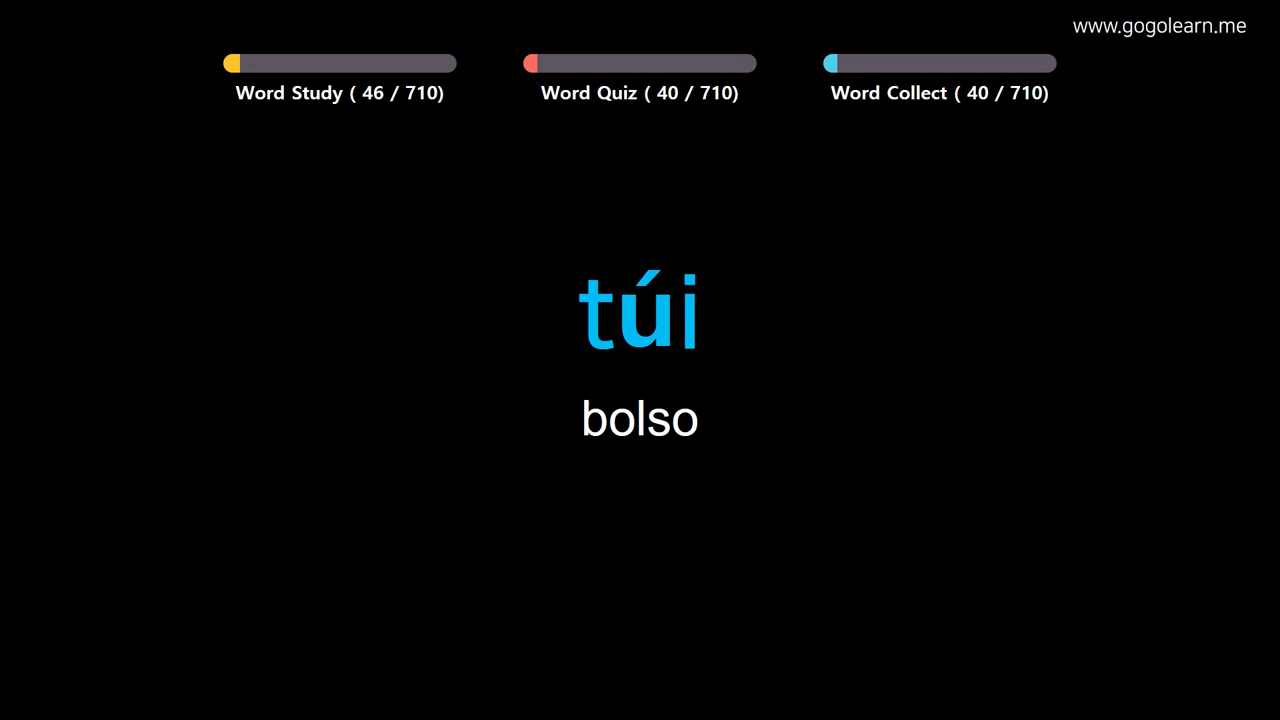 www.gogolearn.me
Word Study ( 46 / 710)
Word Quiz ( 40 / 710)
Word Collect ( 40 / 710)
túi
bolso